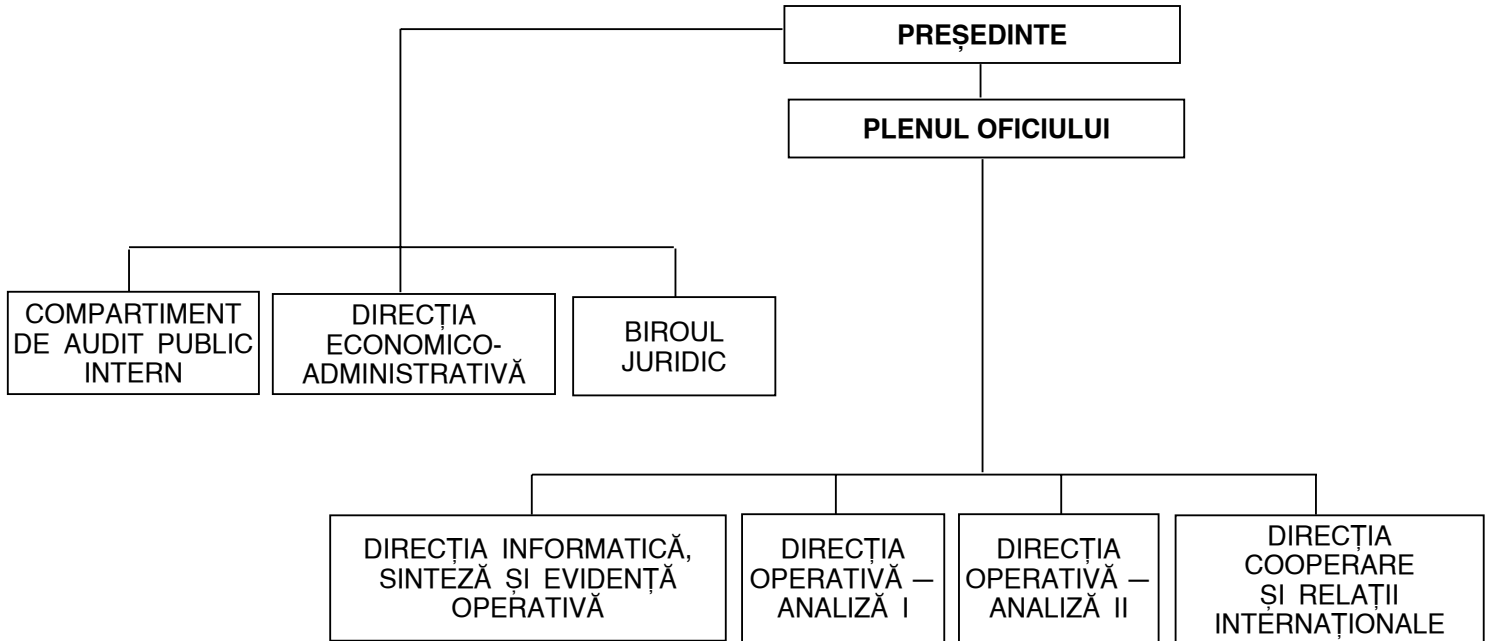 PREȘEDINTE
PLENUL OFICIULUI
COMPARTIMENT
DE AUDIT PUBLIC
INTERN
DIRECȚIA
ECONOMICO-
ADMINISTRATIVĂ
BIROUL
JURIDIC
DIRECȚIA INFORMATICĂ,
SINTEZĂ ȘI EVIDENȚĂ
OPERATIVĂ
DIRECȚIA
OPERATIVĂ —
ANALIZĂ I
DIRECȚIA
OPERATIVĂ —
ANALIZĂ II
DIRECȚIA
COOPERARE
ȘI RELAȚII
INTERNAȚIONALE